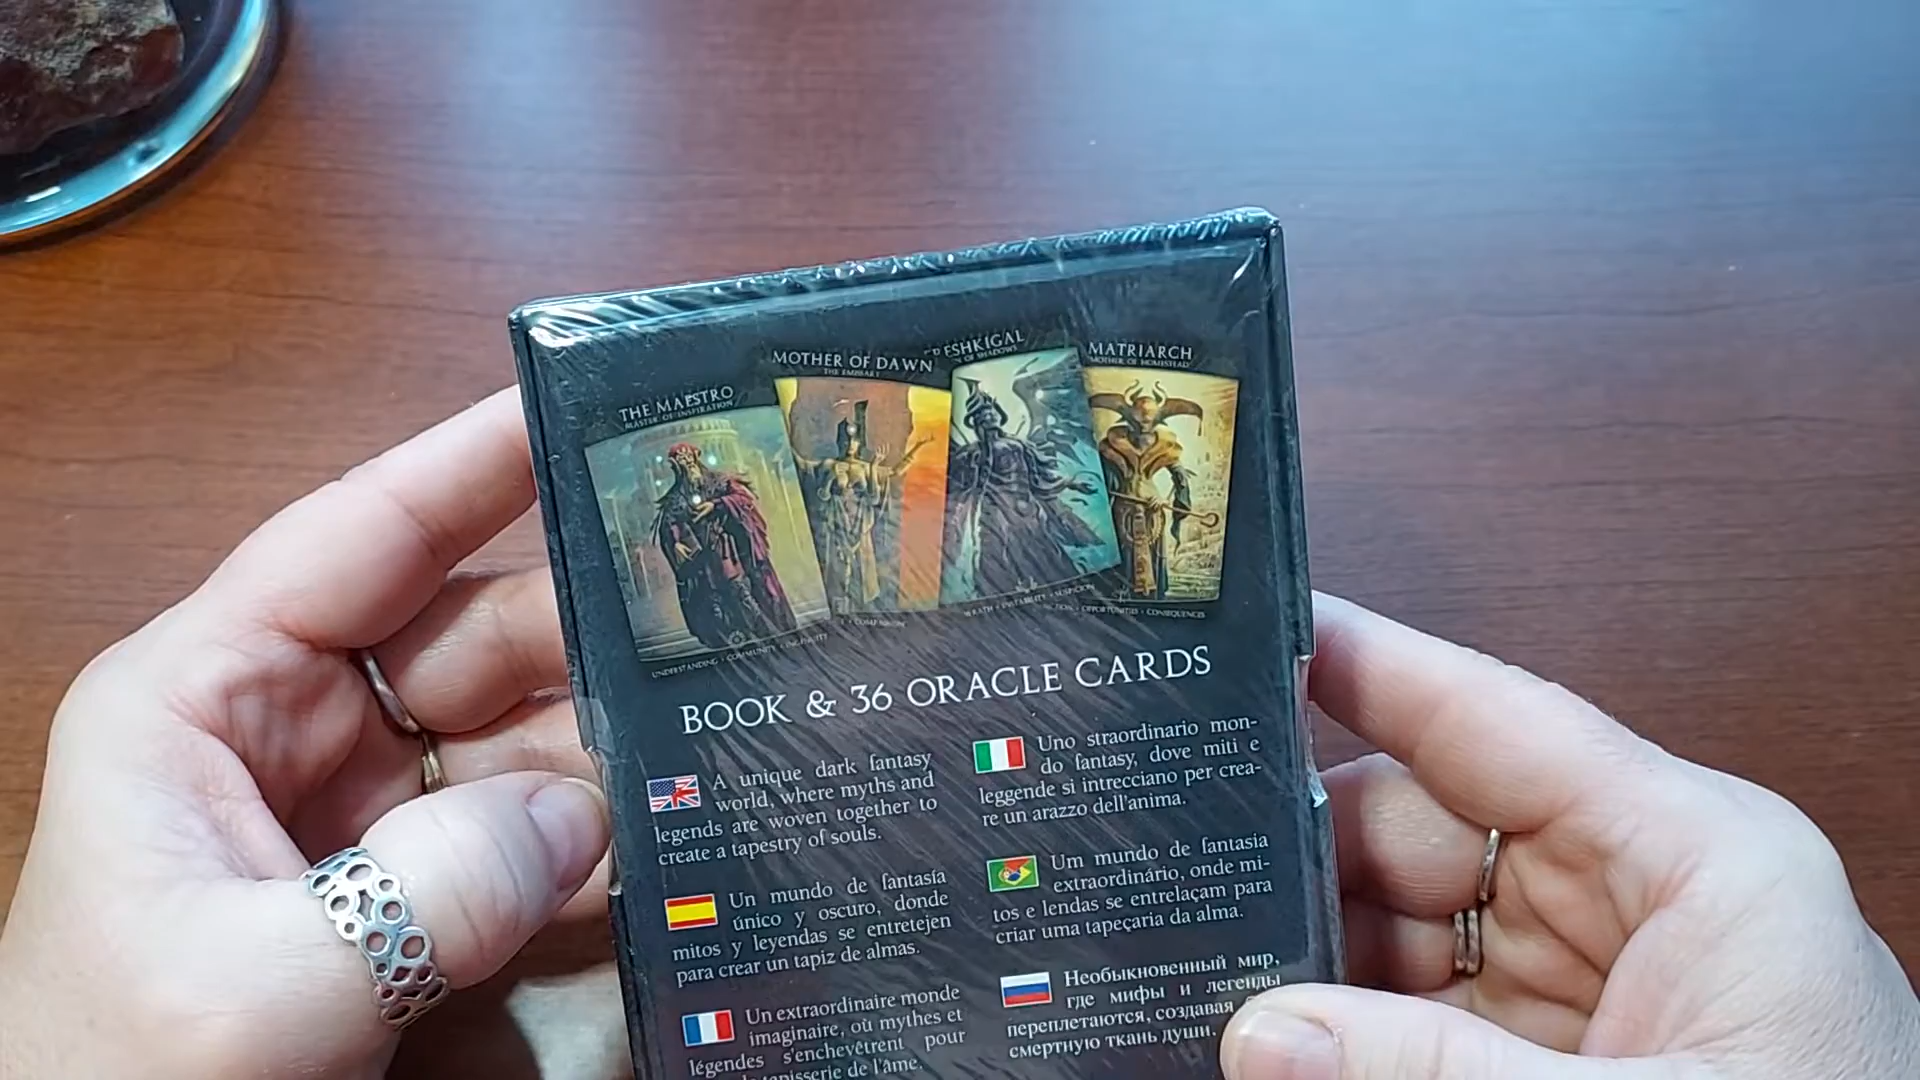 THE MAESTRO
MASTER OF INSPIRATION
MOTHER OF DAWN
RESHKIGAL
OF SHADOWS
MATRIARCH
MOTHER OF HOMESTEAD
UNDERSTANDING • COMMUNITY • INGENUITY
WRATH • INSTABILITY • SUSPICION
OPPORTUNITIES • CONSEQUENCES
BOOK & 36 ORACLE CARDS
A unique dark fantasy
world, where myths and
legends are woven together to
create a tapestry of souls.
Un mundo de fantasía
único y oscuro, donde
mitos y leyendas se entretejen
para crear un tapiz de almas.
Un extraordinaire monde
imaginaire, où mythes et
légendes s'enchevêtrent pour
tapisserie de l'âme.
Uno straordinario mon-
do fantasy, dove miti e
leggende si intrecciano per crea-
re un arazzo dell'anima.
Um mundo de fantasia
extraordinário, onde mi-
tos e lendas se entrelaçam para
criar uma tapeçaria da alma.
Необыкновенный мир,
где мифы и легенды
переплетаются, создавая
смертную ткань души.